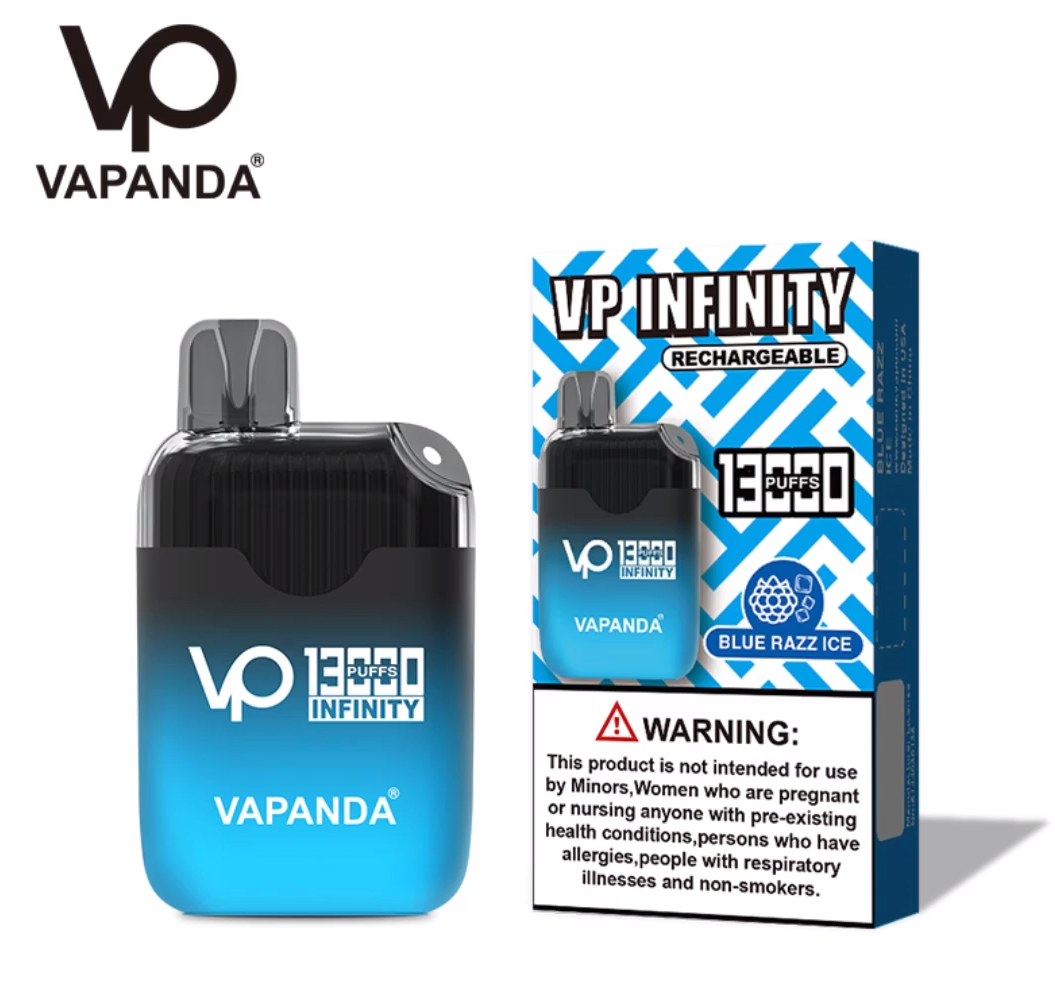 VP
VAPANDA®
VP INFINITY
RECHARGEABLE
13000
PUFFS
VP 13000
PUFFS
INFINITY
VAPANDA®
BLUE RAZZ ICE
BLUE RAZZ
ICE
Designed in USA
Made in China
VP 13000
PUFFS
INFINITY
VAPANDA®
WARNING:
This product is not intended for use
by Minors,Women who are pregnant
or nursing anyone with pre-existing
health conditions,persons who have
allergies,people with respiratory
illnesses and non-smokers.